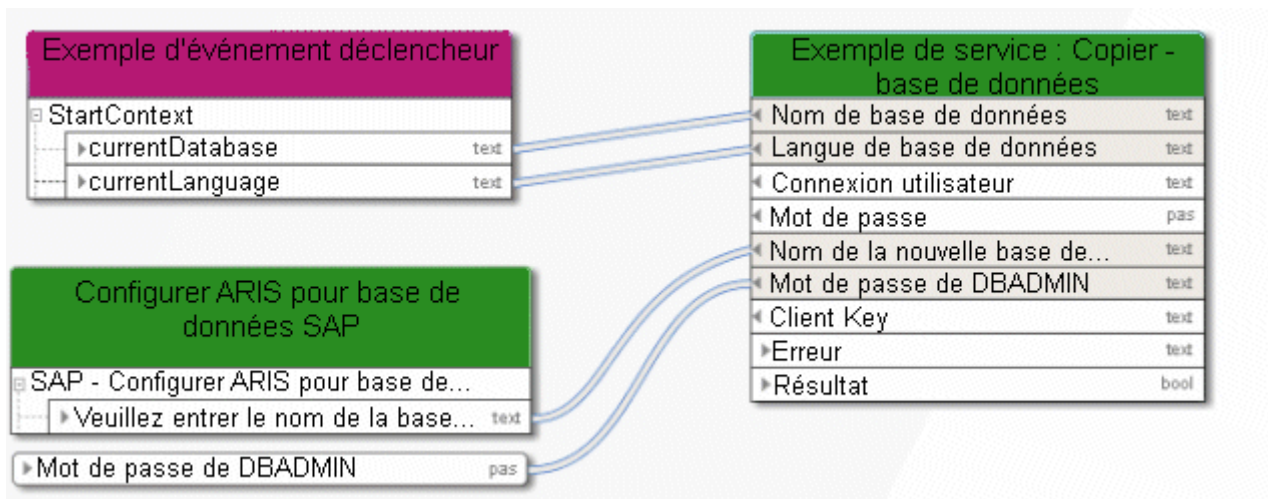 Exemple d'événement déclencheur
StartContext
currentDatabase text
currentLanguage text
Configurer ARIS pour base de
données SAP
SAP - Configurer ARIS pour base de...
Veuillez entrer le nom de la base... text
Mot de passe de DBADMIN pas
Exemple de service : Copier -
base de données
Nom de base de données text
Langue de base de données text
Connexion utilisateur text
Mot de passe pas
Nom de la nouvelle base de... text
Mot de passe de DBADMIN text
Client Key text
Erreur text
Résultat bool